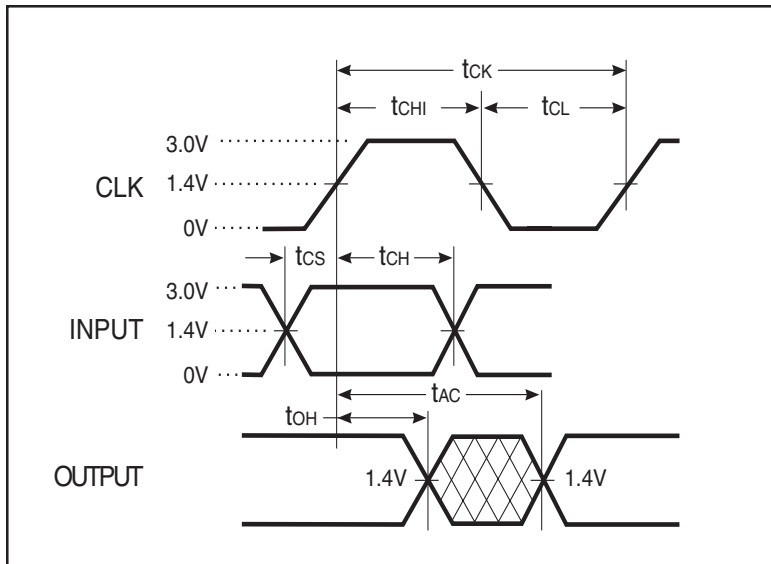 tCK
tCHI tCL
3.0V
CLK 1.4V
0V
tCS tCH
3.0V
INPUT 1.4V
0V
tAC
tOH
OUTPUT 1.4V 1.4V